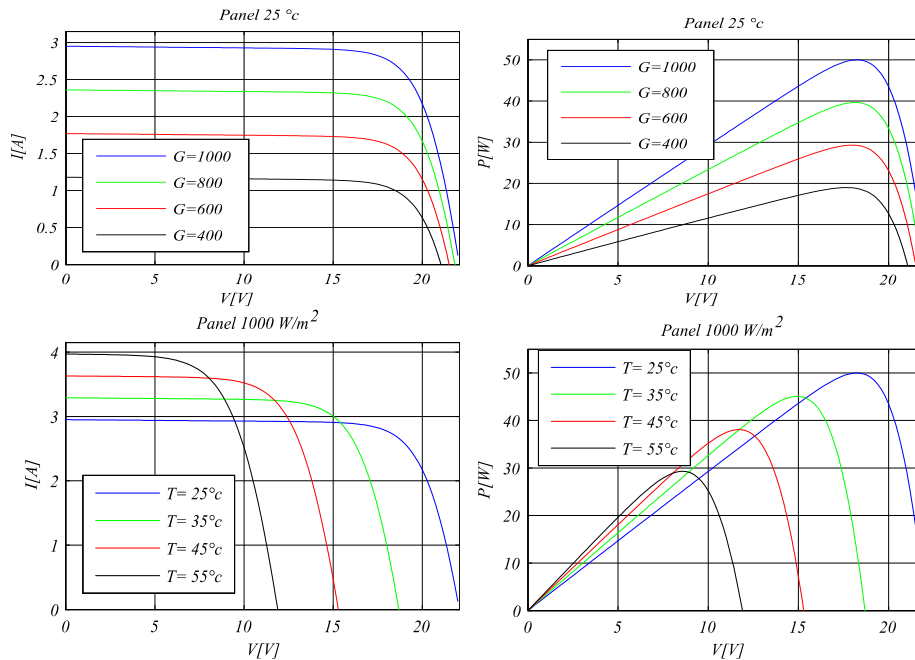 Panel 25 °c
I[A]
3
2.5
2
1.5
1
0.5
0
G=1000
G=800
G=600
G=400
0 5 10 15 20
V[V]
Panel 25 °c
P[W]
50
40
30
20
10
0
G=1000
G=800
G=600
G=400
0 5 10 15 20
V[V]
Panel 1000 W/m²
I[A]
4
3
2
1
0
T= 25°c
T= 35°c
T= 45°c
T= 55°c
0 5 10 15 20
V[V]
Panel 1000 W/m²
P[W]
50
40
30
20
10
0
T= 25°c
T= 35°c
T= 45°c
T= 55°c
0 5 10 15 20
V[V]